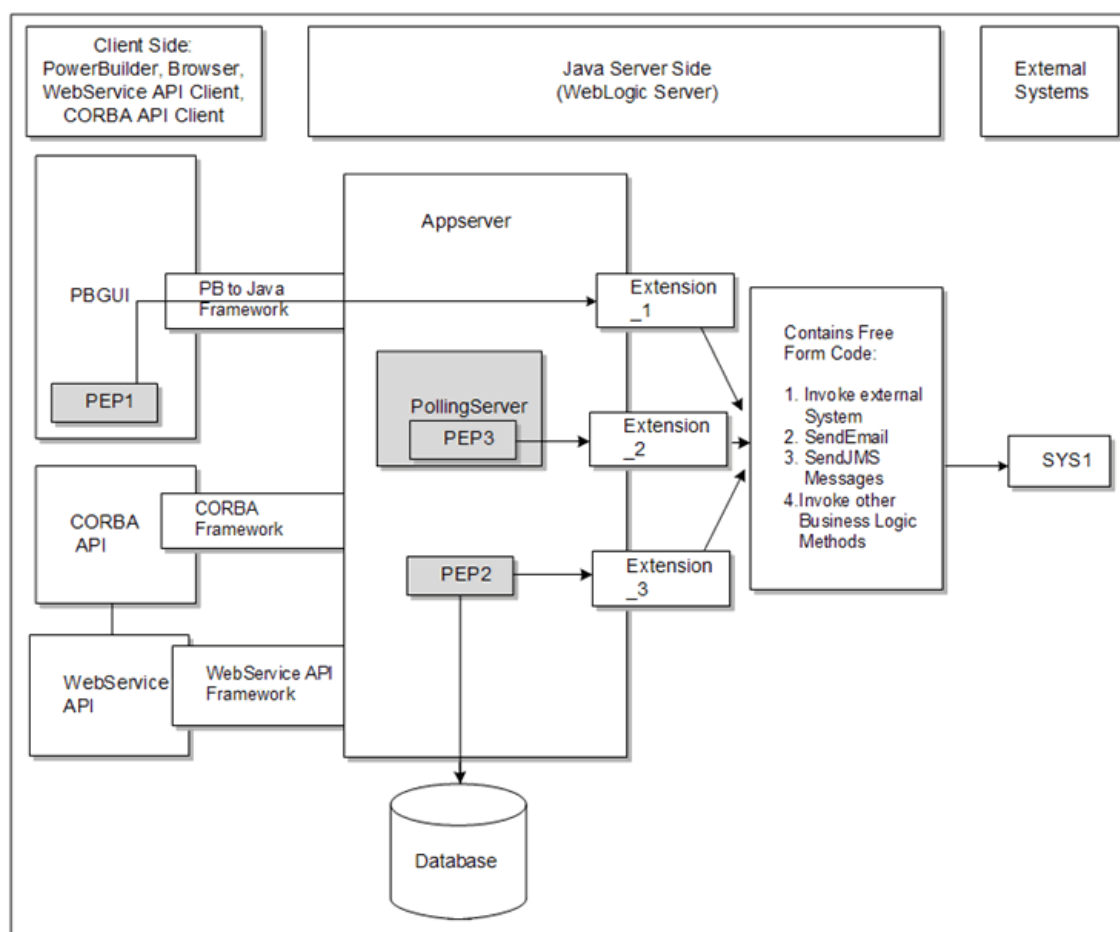 Client Side:
PowerBuilder, Browser,
WebService API Client,
CORBA API Client
Java Server Side
(WebLogic Server)
External
Systems
Appserver
PBGUI
PB to Java
Framework
Extension
_1
PEP1
PollingServer
PEP3
Extension
_2
Contains Free
Form Code:
1. Invoke external
System
2. SendEmail
3. SendJMS
Messages
4.Invoke other
Business Logic
Methods
SYS1
CORBA
API
CORBA
Framework
PEP2
Extension
_3
WebService
API
WebService API
Framework
Database